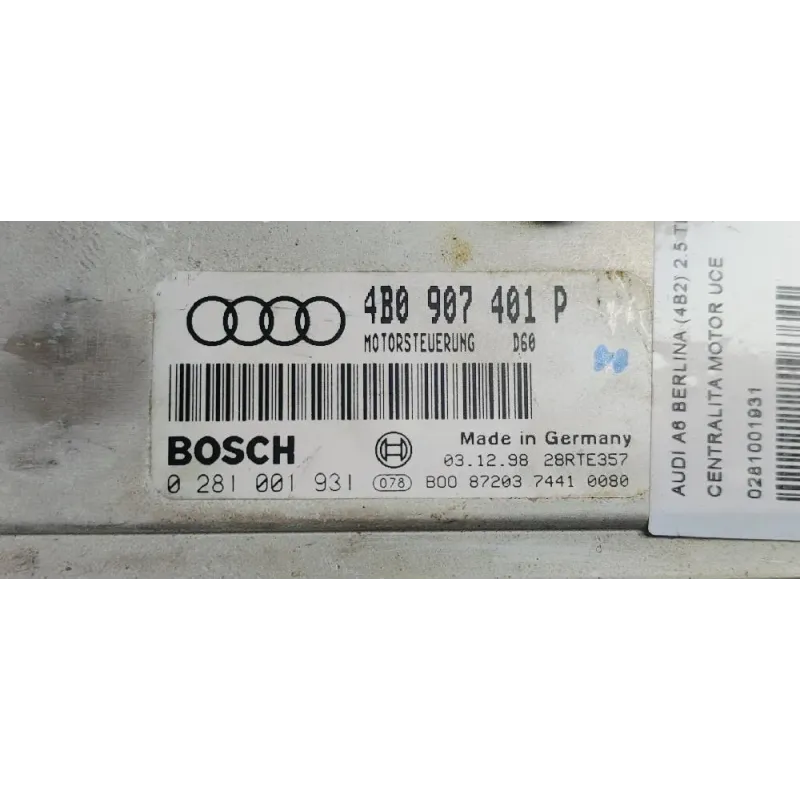 4B0 907 401 P
MOTORSTEUERUNG D60
BOSCH
Made in Germany
03.12.98 28RTE357
0 281 001 931 078 B00 87203 7441 0080
AUDI A6 BERLINA (4B2) 2.5
CENTRALITA MOTOR UCE
0281001931